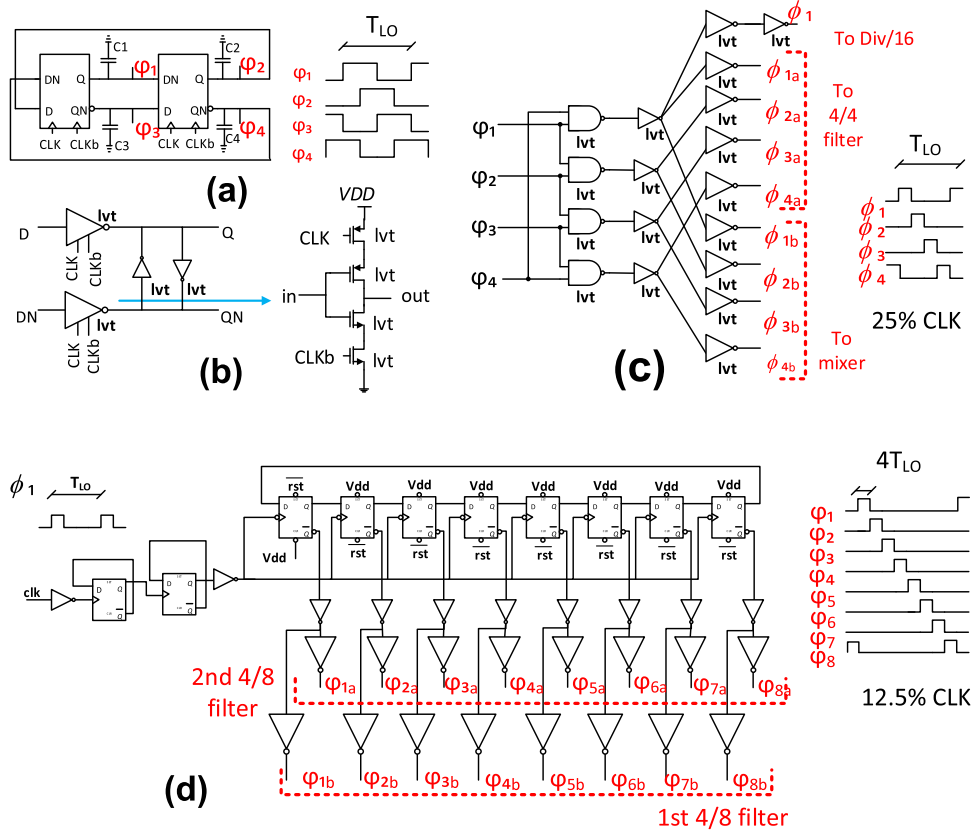 C1
C2
T_LO
DN
Q
φ1
DN
Q
φ2
D
QN
φ3
D
QN
φ4
CLK
CLKb
C3
CLK
CLKb
C4
φ1
φ2
φ3
φ4
(a)
D
lvt
Q
CLK
CLKb
lvt
lvt
DN
lvt
QN
CLK
CLKb
(b)
VDD
CLK
lvt
lvt
in
out
lvt
CLKb
lvt
φ1
φ2
φ3
φ4
lvt
lvt
lvt
lvt
lvt
lvt
lvt
lvt
lvt
lvt
ϕ1
To Div/16
lvt
ϕ1a
lvt
ϕ2a
lvt
ϕ3a
lvt
ϕ4a
To
4/4
filter
lvt
ϕ1b
lvt
ϕ2b
lvt
ϕ3b
lvt
ϕ4b
To
mixer
(c)
T_LO
ϕ1
ϕ2
ϕ3
ϕ4
25% CLK
ϕ1
T_LO
clk
D
Q
Q
D
Q
Q
rst
Vdd
Vdd
Vdd
Vdd
Vdd
Vdd
Vdd
D Q
D Q
D Q
D Q
D Q
D Q
D Q
D Q
Q
Q
Q
Q
Q
Q
Q
Q
Vdd
rst
rst
rst
rst
rst
rst
rst
2nd 4/8
filter
φ1a
φ2a
φ3a
φ4a
φ5a
φ6a
φ7a
φ8a
φ1b
φ2b
φ3b
φ4b
φ5b
φ6b
φ7b
φ8b
(d)
1st 4/8 filter
4T_LO
φ1
φ2
φ3
φ4
φ5
φ6
φ7
φ8
12.5% CLK